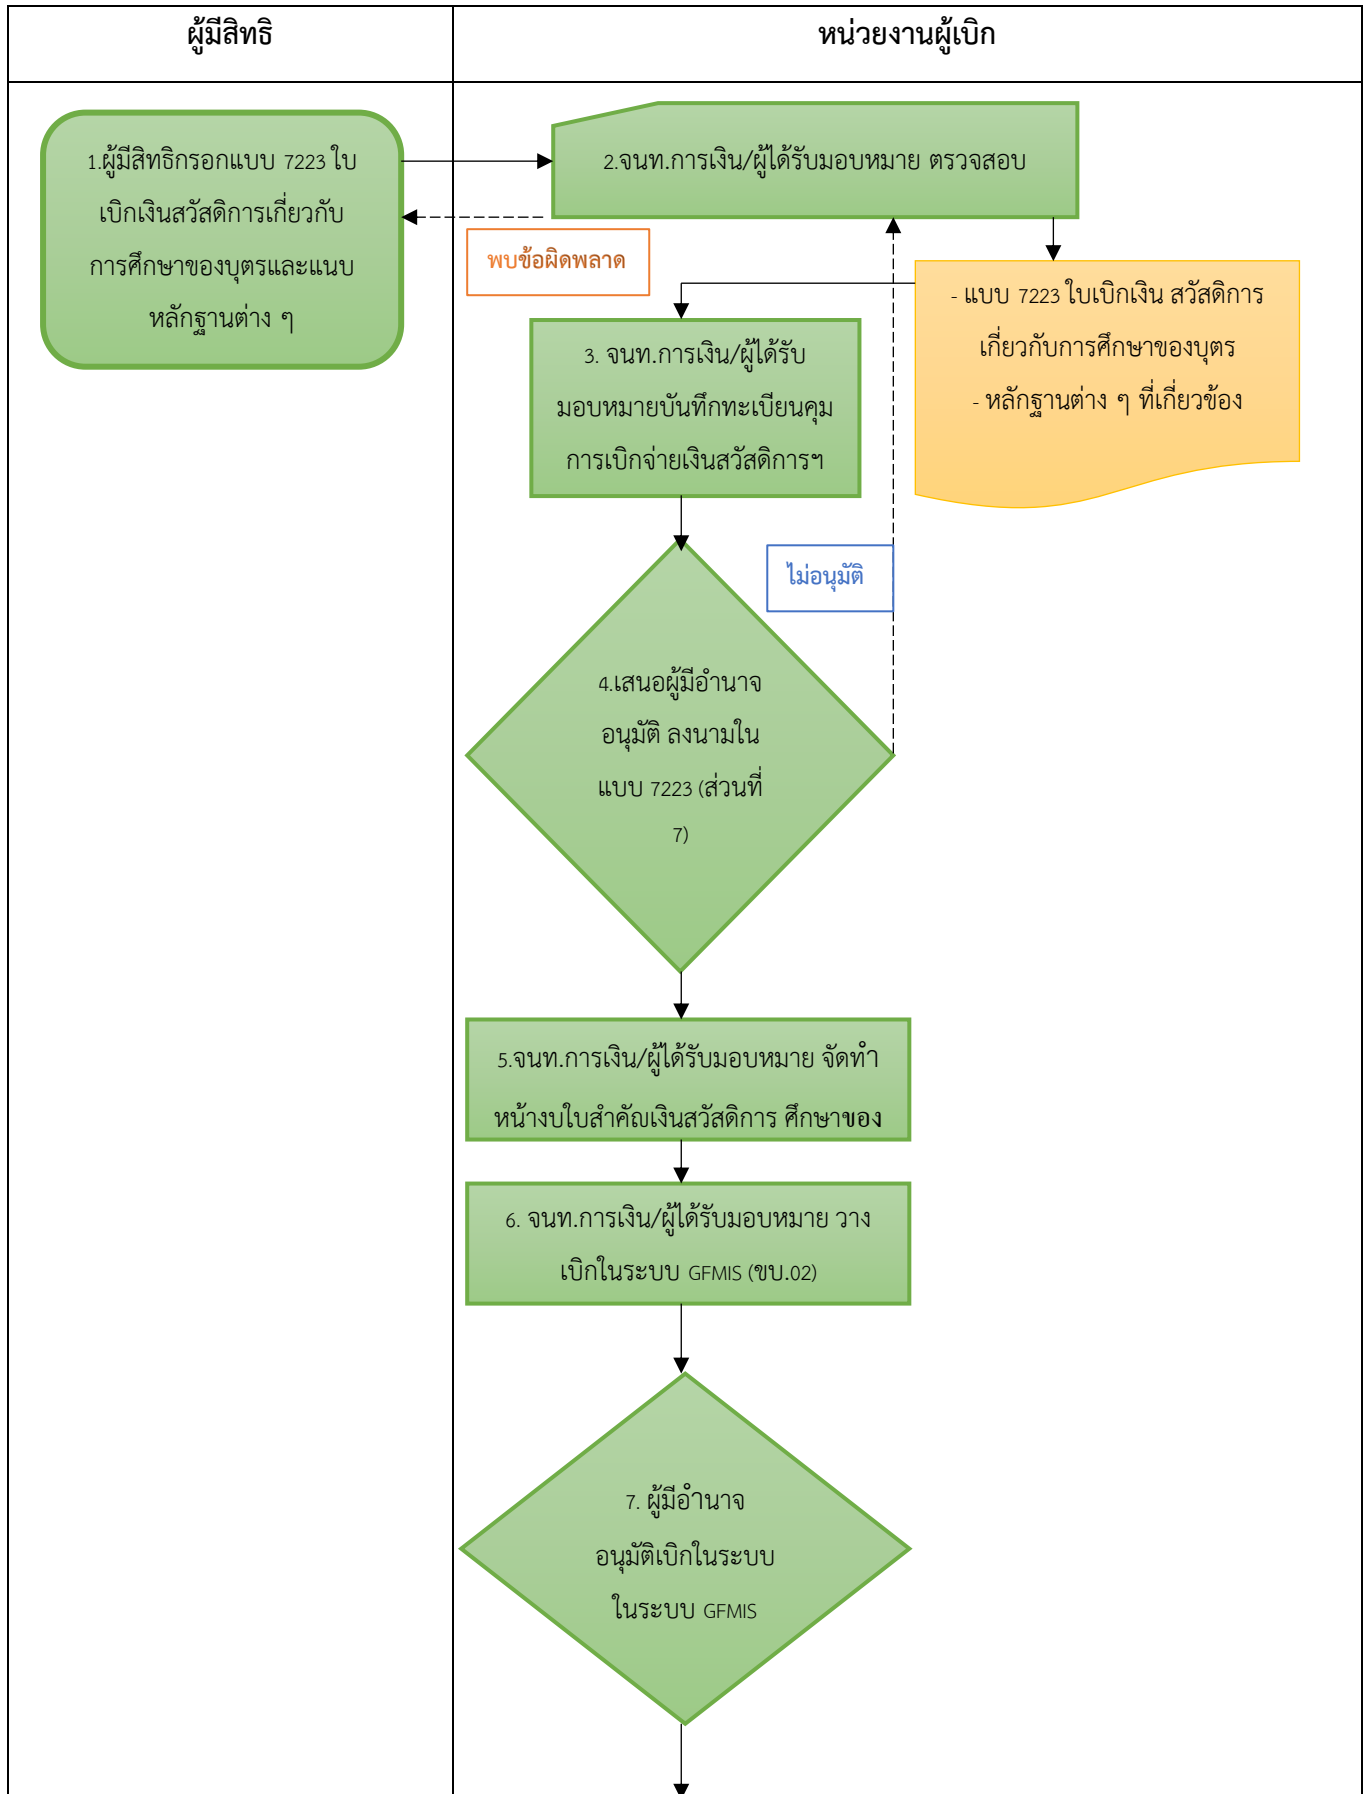 ผู้มีสิทธิ
หน่วยงานผู้เบิก
1.ผู้มีสิทธิกรอกแบบ 7223 ใบ
เบิกเงินสวัสดิการเกี่ยวกับ
การศึกษาของบุตรและแนบ
หลักฐานต่าง ๆ
2.จนท.การเงิน/ผู้ได้รับมอบหมาย ตรวจสอบ
พบข้อผิดพลาด
- แบบ 7223 ใบเบิกเงิน สวัสดิการ
เกี่ยวกับการศึกษาของบุตร
- หลักฐานต่าง ๆ ที่เกี่ยวข้อง
3. จนท.การเงิน/ผู้ได้รับ
มอบหมายบันทึกทะเบียนคุม
การเบิกจ่ายเงินสวัสดิการฯ
ไม่อนุมัติ
4.เสนอผู้มีอำนาจ
อนุมัติ ลงนามใน
แบบ 7223 (ส่วนที่
7)
5.จนท.การเงิน/ผู้ได้รับมอบหมาย จัดทำ
หน้างบใบสำคัญเงินสวัสดิการ ศึกษาของ
6. จนท.การเงิน/ผู้ได้รับมอบหมาย วาง
เบิกในระบบ GFMIS (ขบ.02)
7. ผู้มีอำนาจ
อนุมัติเบิกในระบบ
ในระบบ GFMIS